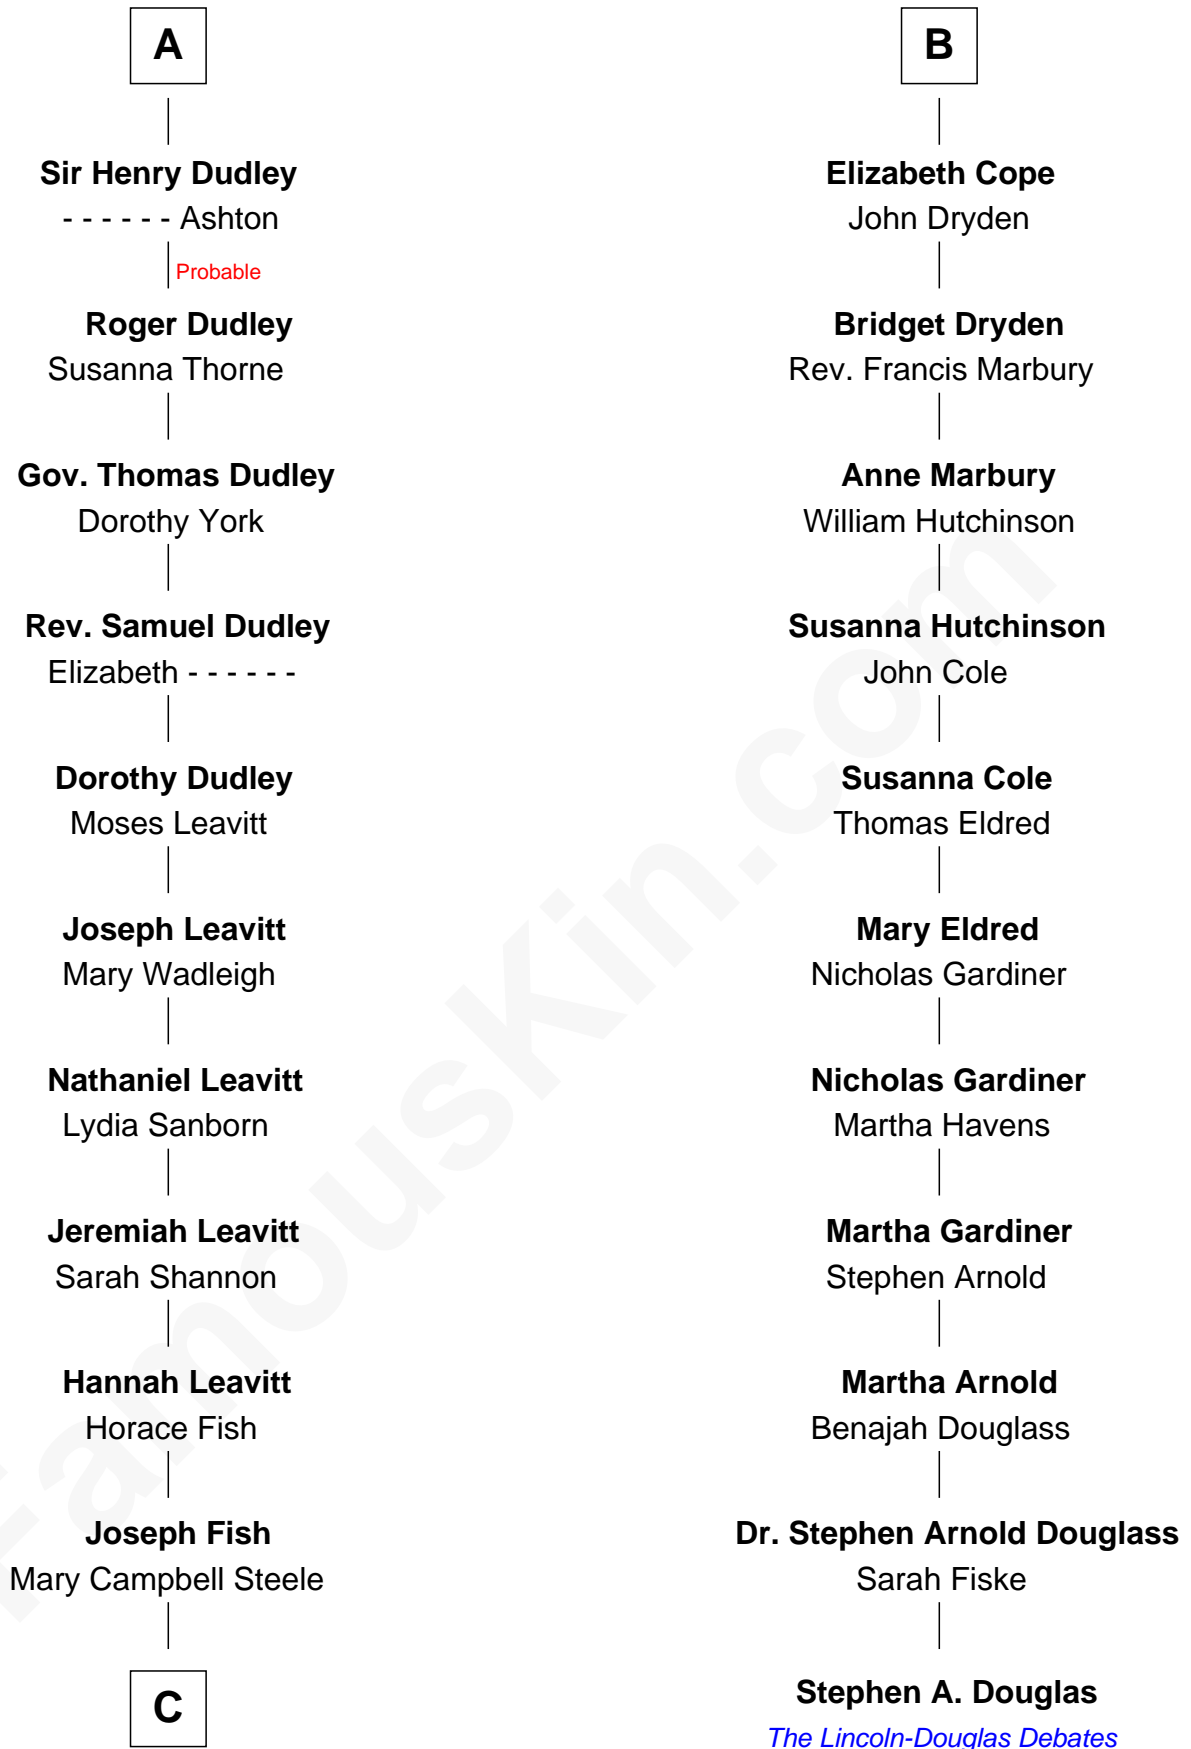 A
Sir Henry Dudley
- - - - - - Ashton
Probable
Roger Dudley
Susanna Thorne
Gov. Thomas Dudley
Dorothy York
Rev. Samuel Dudley
Elizabeth - - - - - -
Dorothy Dudley
Moses Leavitt
Joseph Leavitt
Mary Wadleigh
Nathaniel Leavitt
Lydia Sanborn
Jeremiah Leavitt
Sarah Shannon
Hannah Leavitt
Horace Fish
Joseph Fish
Mary Campbell Steele
C
B
Elizabeth Cope
John Dryden
Bridget Dryden
Rev. Francis Marbury
Anne Marbury
William Hutchinson
Susanna Hutchinson
John Cole
Susanna Cole
Thomas Eldred
Mary Eldred
Nicholas Gardiner
Nicholas Gardiner
Martha Havens
Martha Gardiner
Stephen Arnold
Martha Arnold
Benajah Douglass
Dr. Stephen Arnold Douglass
Sarah Fiske
Stephen A. Douglas
The Lincoln-Douglas Debates
FamousKin.com